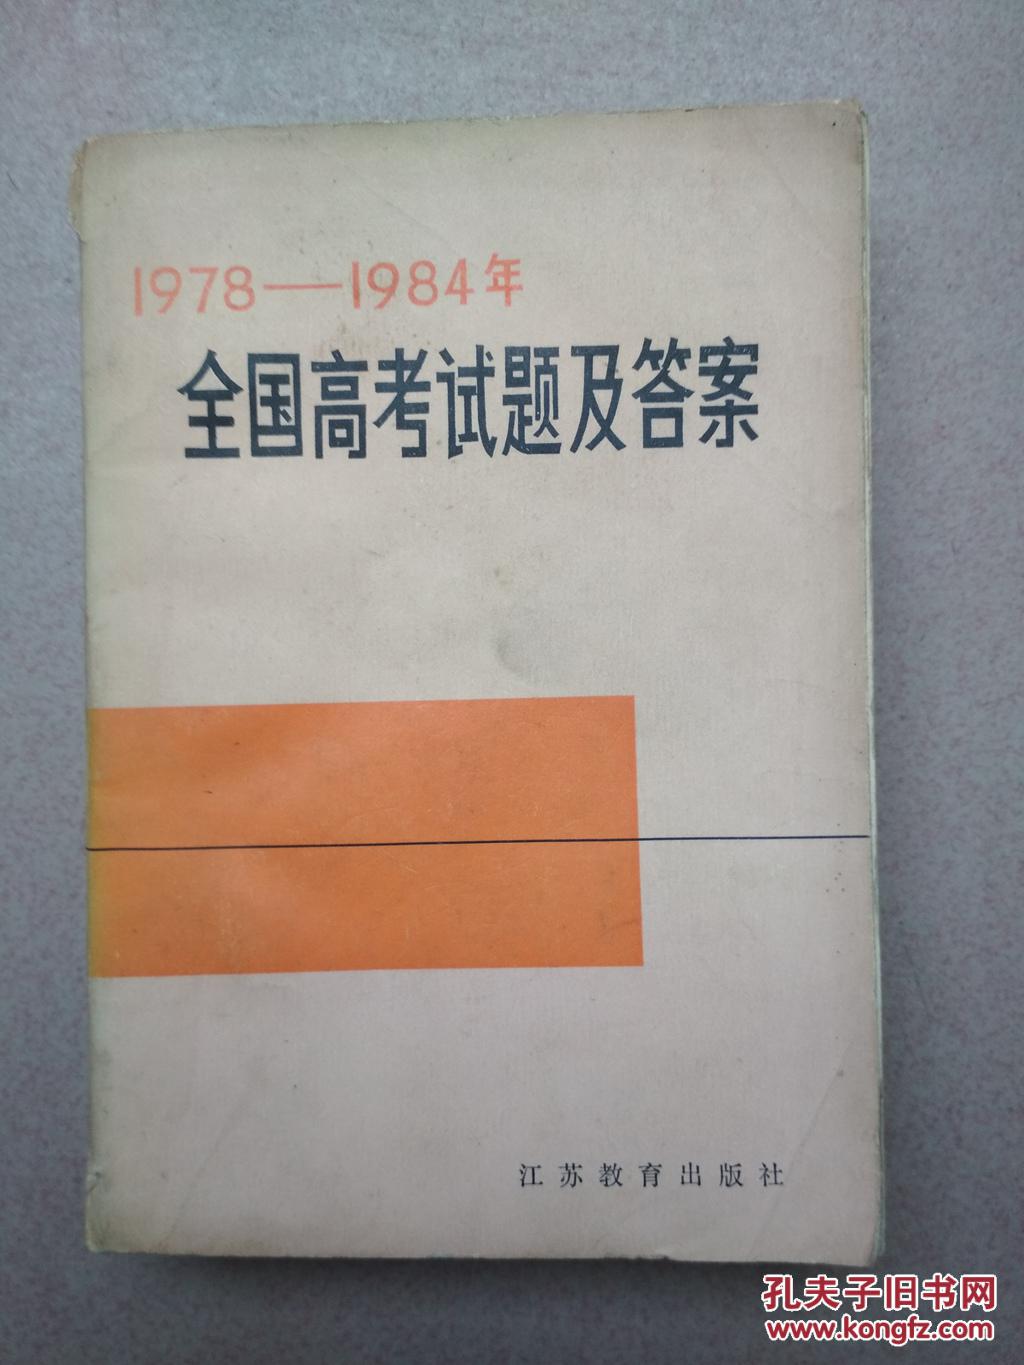 1978—1984年
全国高考试题及答案
江苏教育出版社
孔夫子旧书网
www.kongfz.com